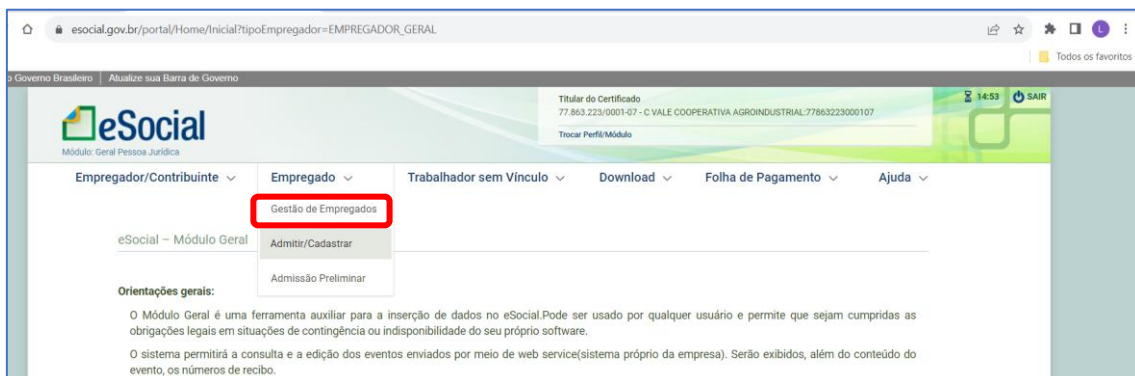 esocial.gov.br/portal/Home/Inicial?tipoEmpregador=EMPREGADOR_GERAL
L
Todos os favoritos
o Governo Brasileiro | Atualize sua Barra de Governo
eSocial
Módulo: Geral Pessoa Jurídica
Titular do Certificado
77.863.223/0001-07 - C VALE COOPERATIVA AGROINDUSTRIAL:77863223000107
Trocar Perfil/Módulo
14:53 SAIR
Empregador/Contribuinte Empregado Trabalhador sem Vínculo Download Folha de Pagamento Ajuda
Gestão de Empregados
eSocial – Módulo Geral
Admitir/Cadastrar
Admissão Preliminar
Orientações gerais:
O Módulo Geral é uma ferramenta auxiliar para a inserção de dados no eSocial.Pode ser usado por qualquer usuário e permite que sejam cumpridas as
obrigações legais em situações de contingência ou indisponibilidade do seu próprio software.
O sistema permitirá a consulta e a edição dos eventos enviados por meio de web service(sistema próprio da empresa). Serão exibidos, além do conteúdo do
evento, os números de recibo.